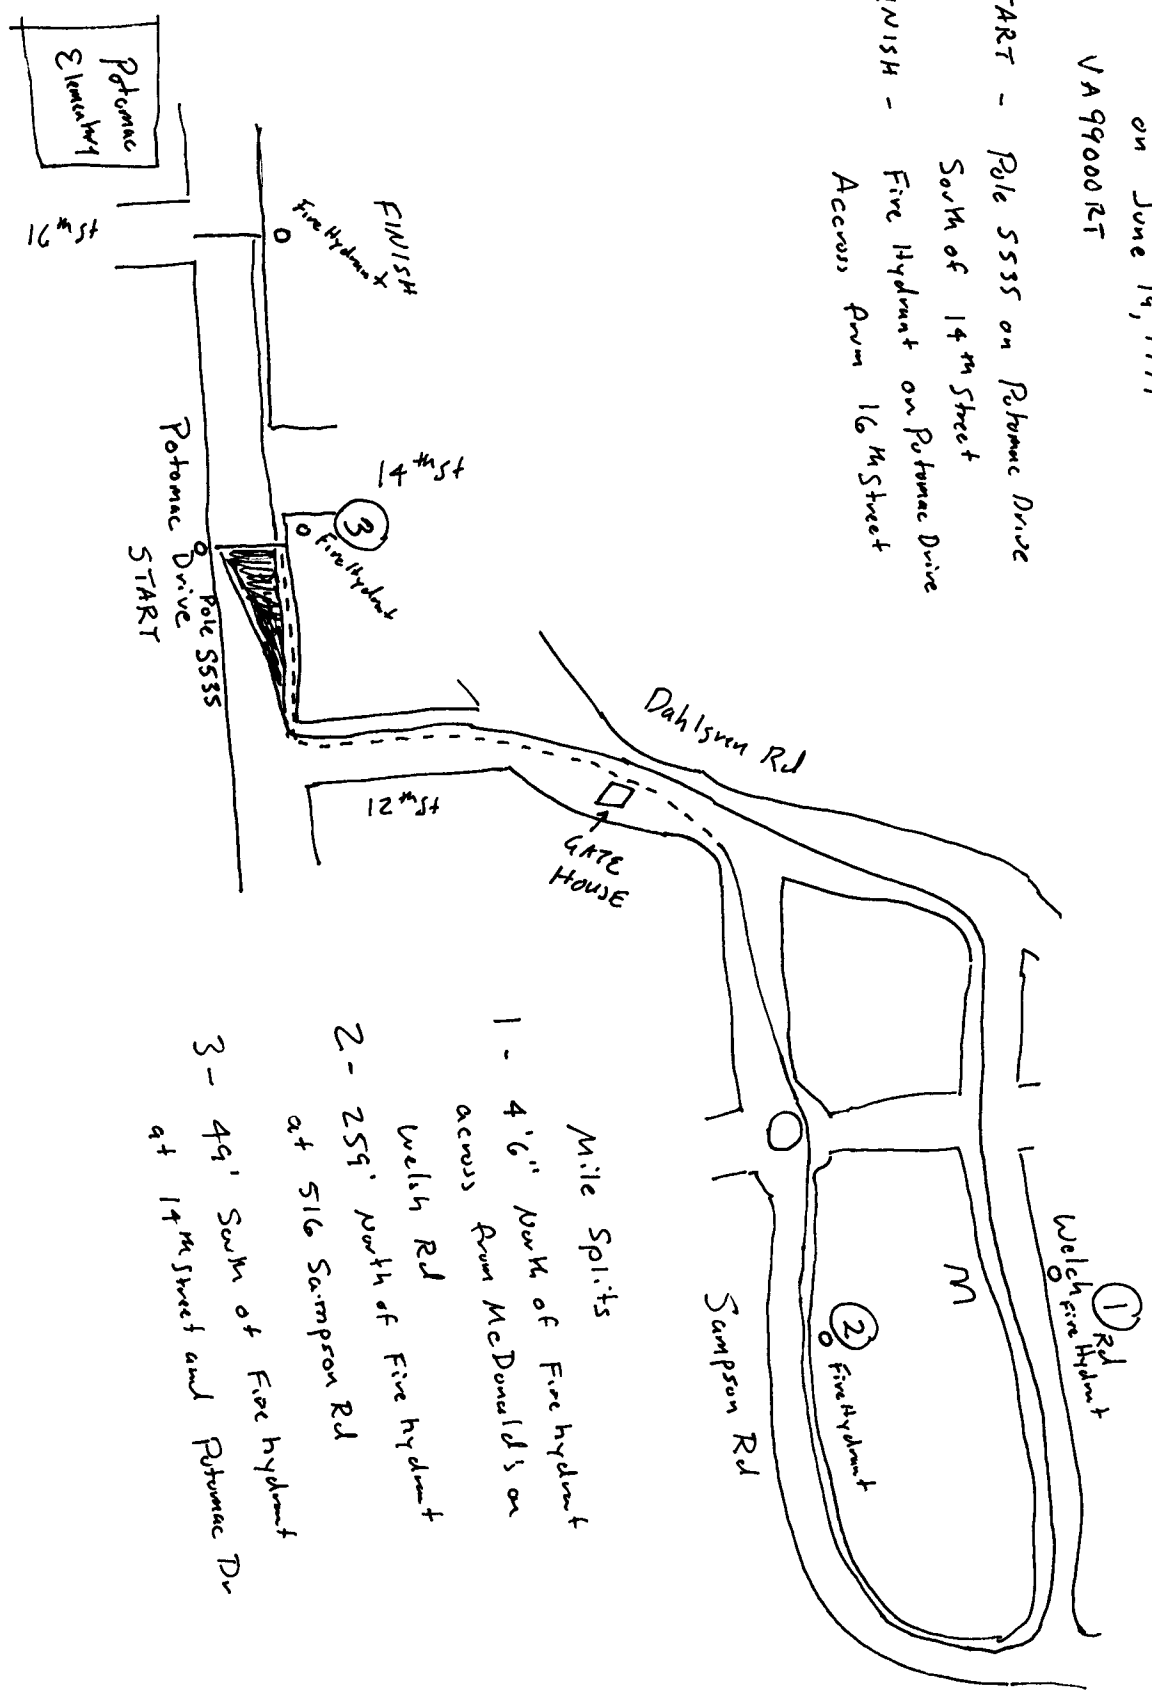 on June 19,
VA99000RT
START - Pole 5535 on Potomac Drive
South of 14th Street
FINISH - Fire Hydrant on Potomac Drive
Accross from 16th Street
Potomac
Elementary
16th St
FINISH
Fire Hydrant
14th St
3
Fire Hydrant
Potomac Drive
START
Pole 5535
12th St
GATE
HOUSE
Dahlgren Rd
1
Welch Rd
Fire Hydrant
M
2
Fire Hydrant
Sampson Rd
Mile Splits
1 - 4'6" North of Fire hydrant
across from McDonald's on
Welsh Rd
2 - 259' North of Fire hydrant
at 516 Sampson Rd
3 - 49' South of Fire hydrant
at 14th Street and Potomac Dr